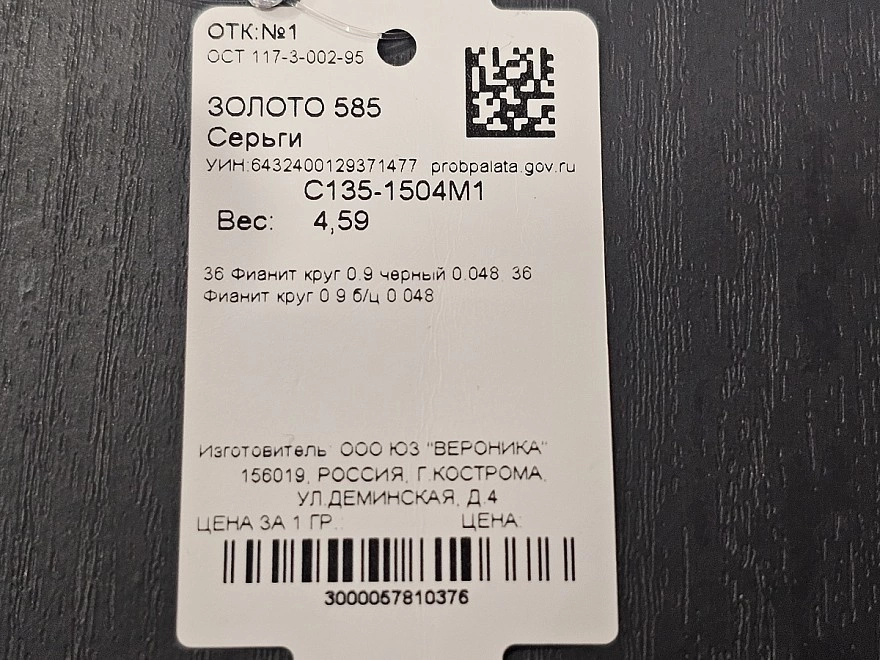 ОТК:№1
ОСТ 117-3-002-95
ЗОЛОТО 585
Серьги
УИН:6432400129371477 probpalata.gov.ru
С135-1504М1
Вес: 4,59
36 Фианит круг 0.9 черный 0.048 36
Фианит круг 0.9 б/ц 0.048
Изготовитель: ООО ЮЗ "ВЕРОНИКА"
156019, РОССИЯ, Г.КОСТРОМА,
УЛ.ДЕМИНСКАЯ, Д.4
ЦЕНА ЗА 1 ГР.: ЦЕНА:
3000057810376